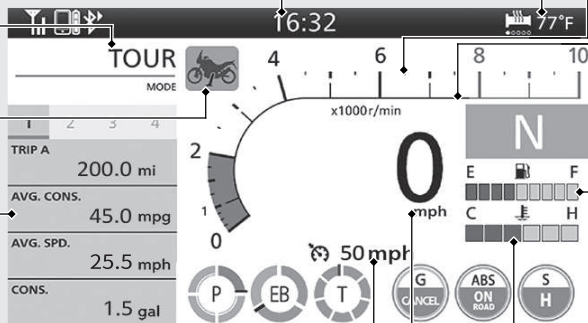 16:32
77°F
TOUR
MODE
4 6 8 10
x1000r/min
1 2 3 4
TRIP A
200.0 mi
AVG. CONS.
45.0 mpg
AVG. SPD.
25.5 mph
CONS.
1.5 gal
2
1
0
0
mph
N
E F
C H
50 mph
P
EB
T
G
CANCEL
ABS
ON
ROAD
S
H